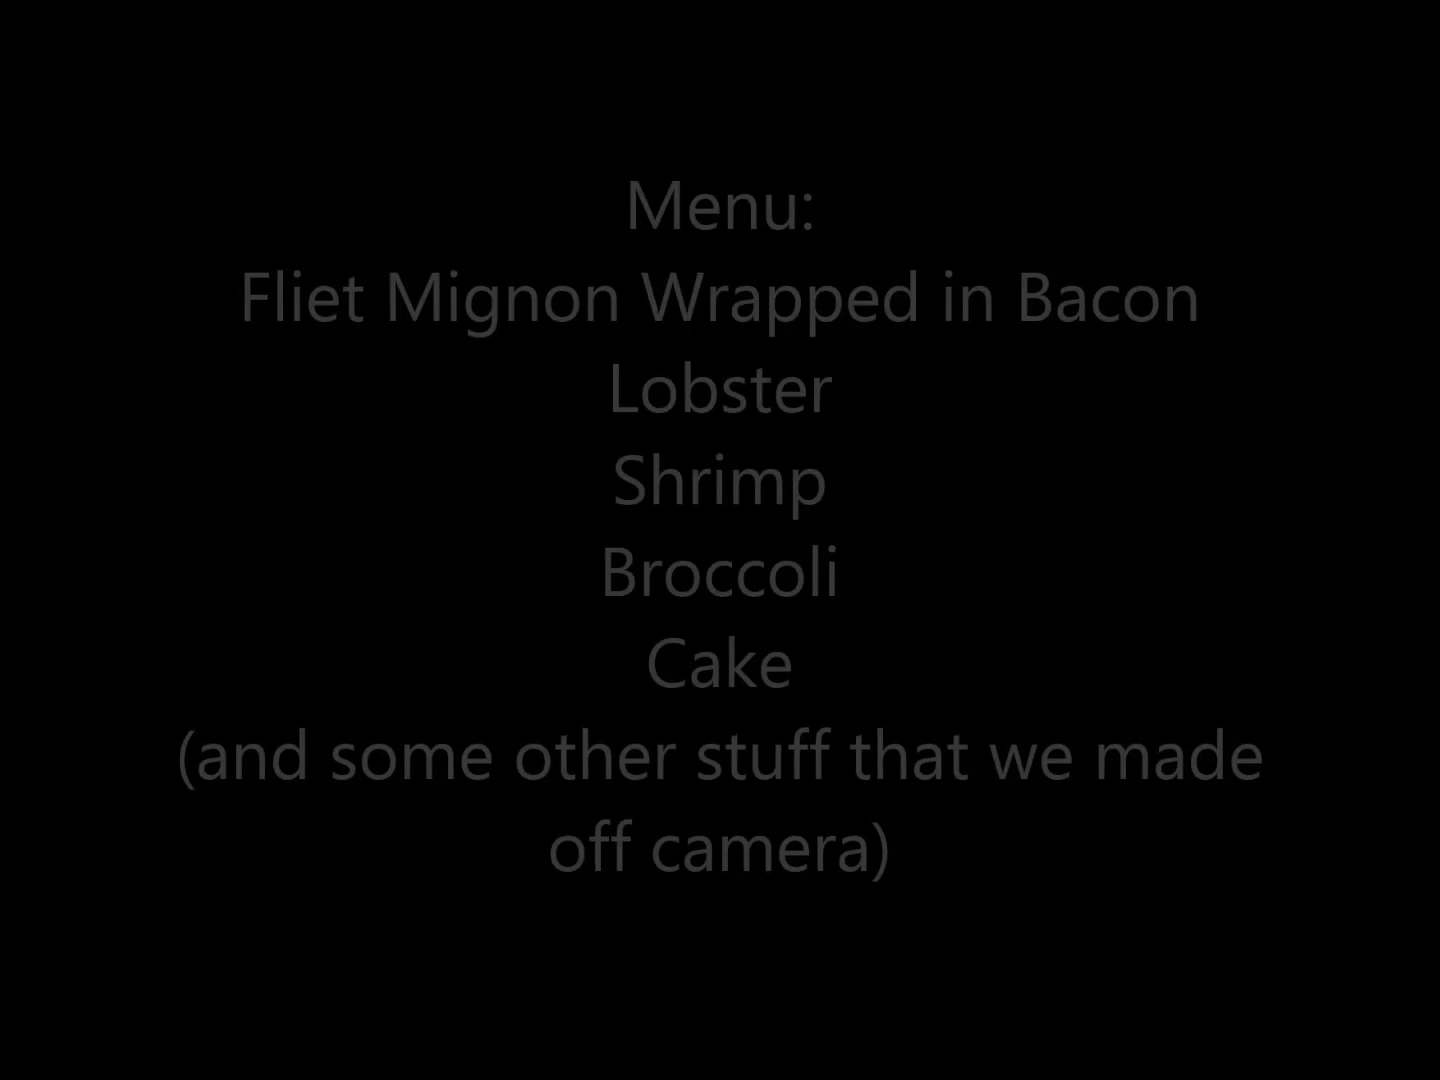 Menu:
Fliet Mignon Wrapped in Bacon
Lobster
Shrimp
Broccoli
Cake
(and some other stuff that we made
off camera)